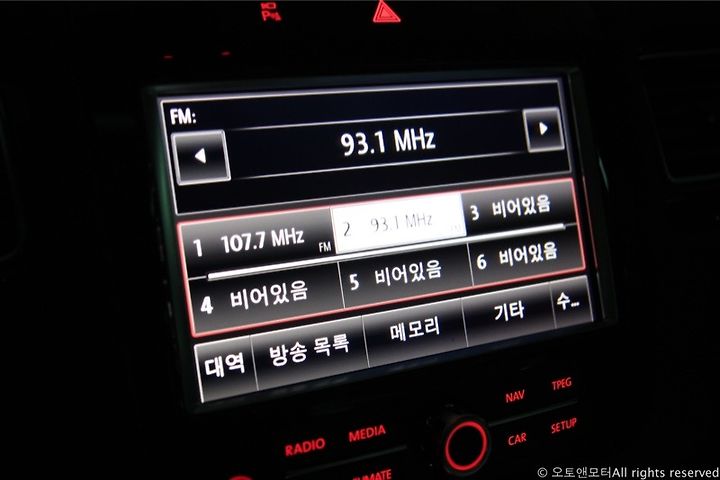 P
FM:
93.1 MHz
1 107.7 MHz FM
2 93.1 MHz
3 비어있음
4 비어있음
5 비어있음
6 비어있음
대역 방송 목록 메모리 기타 수...
NAV TPEG
RADIO MEDIA
CAR SETUP
© 오토앤모터All rights reserved